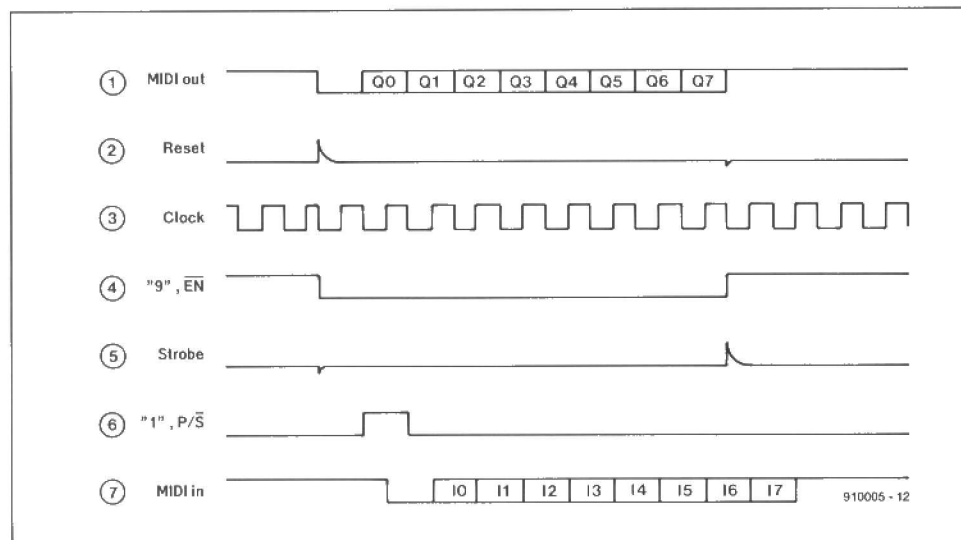 ① MIDI out Q0 Q1 Q2 Q3 Q4 Q5 Q6 Q7
② Reset
③ Clock
④ "9", E̅N̅
⑤ Strobe
⑥ "1", P/S̅
⑦ MIDI in I0 I1 I2 I3 I4 I5 I6 I7
910005 - 12